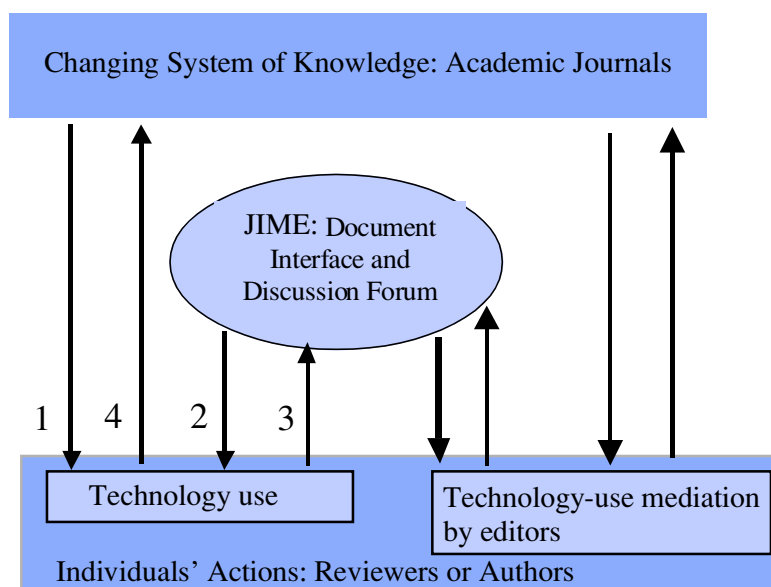 Changing System of Knowledge: Academic Journals
JIME: Document
Interface and
Discussion Forum
1 4 2 3
Technology use
Technology-use mediation
by editors
Individuals’ Actions: Reviewers or Authors